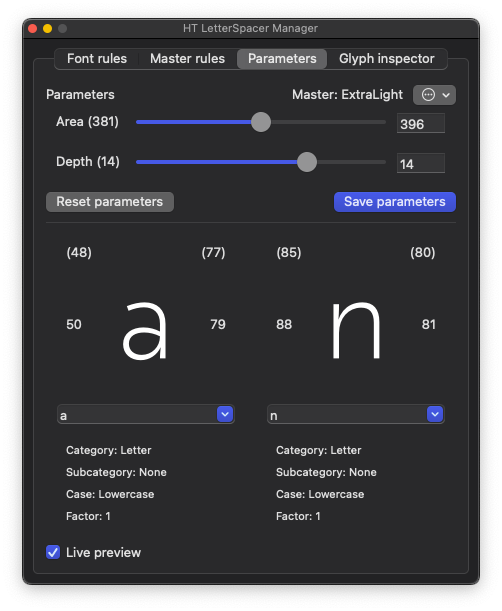 HT LetterSpacer Manager
Font rules Master rules Parameters Glyph inspector
Parameters Master: ExtraLight
Area (381) 396
Depth (14) 14
Reset parameters Save parameters
(48) (77) (85) (80)
50 a 79 88 n 81
a n
Category: Letter Category: Letter
Subcategory: None Subcategory: None
Case: Lowercase Case: Lowercase
Factor: 1 Factor: 1
Live preview